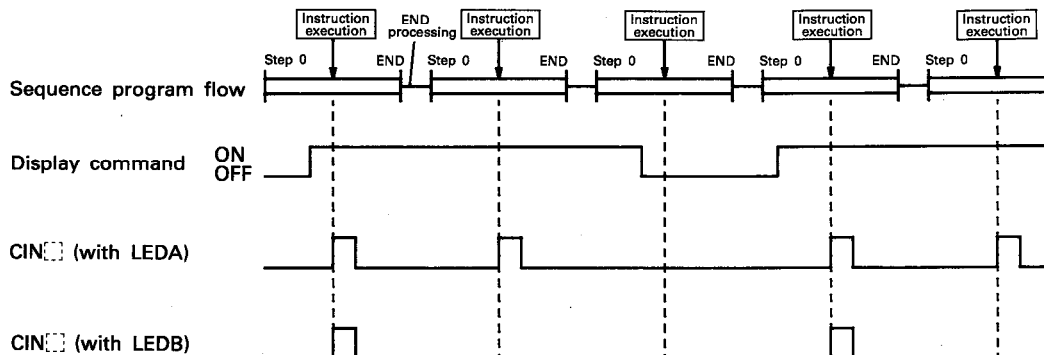 Instruction execution
END processing
Instruction execution
Instruction execution
Instruction execution
Instruction execution
Step 0 END Step 0 END Step 0 END Step 0 END Step 0
Sequence program flow
Display command ON
OFF
CIN[] (with LEDA)
CIN[] (with LEDB)